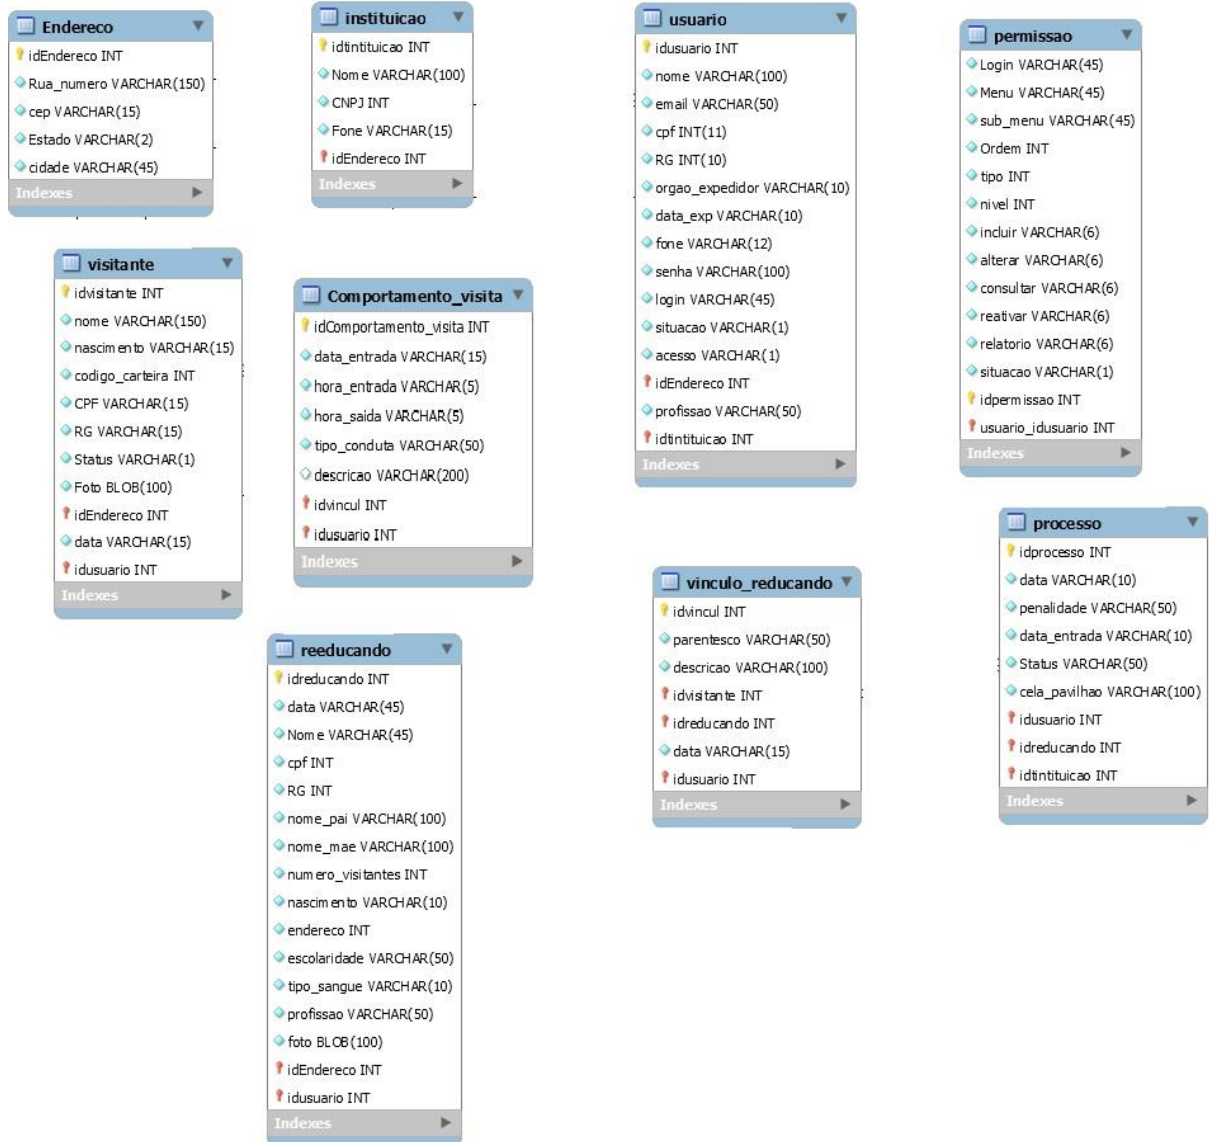 Endereco
idEndereco INT
Rua_numero VARCHAR(150)
cep VARCHAR(15)
Estado VARCHAR(2)
cidade VARCHAR(45)
Indexes
instituicao
idtintituicao INT
Nome VARCHAR(100)
CNPJ INT
Fone VARCHAR(15)
idEndereco INT
Indexes
usuario
idusuario INT
nome VARCHAR(100)
email VARCHAR(50)
cpf INT(11)
RG INT(10)
orgao_expedidor VARCHAR(10)
data_exp VARCHAR(10)
fone VARCHAR(12)
senha VARCHAR(100)
login VARCHAR(45)
situacao VARCHAR(1)
acesso VARCHAR(1)
idEndereco INT
profissao VARCHAR(50)
idtintituicao INT
Indexes
permissao
Login VARCHAR(45)
Menu VARCHAR(45)
sub_menu VARCHAR(45)
Ordem INT
tipo INT
nivel INT
incluir VARCHAR(6)
alterar VARCHAR(6)
consultar VARCHAR(6)
reativar VARCHAR(6)
relatorio VARCHAR(6)
situacao VARCHAR(1)
idpermissao INT
usuario_idusuario INT
Indexes
visitante
idvisitante INT
nome VARCHAR(150)
nascimento VARCHAR(15)
codigo_carteira INT
CPF VARCHAR(15)
RG VARCHAR(15)
Status VARCHAR(1)
Foto BLOB(100)
idEndereco INT
data VARCHAR(15)
idusuario INT
Indexes
Comportamento_visita
idComportamento_visita INT
data_entrada VARCHAR(15)
hora_entrada VARCHAR(5)
hora_saida VARCHAR(5)
tipo_conduta VARCHAR(50)
descricao VARCHAR(200)
idvincul INT
idusuario INT
Indexes
vinculo_reducando
idvincul INT
parentesco VARCHAR(50)
descricao VARCHAR(100)
idvisitante INT
idreducando INT
data VARCHAR(15)
idusuario INT
Indexes
processo
idprocesso INT
data VARCHAR(10)
penalidade VARCHAR(50)
data_entrada VARCHAR(10)
Status VARCHAR(50)
cela_pavilhao VARCHAR(100)
idusuario INT
idreducando INT
idtintituicao INT
Indexes
reeducando
idreducando INT
data VARCHAR(45)
Nome VARCHAR(45)
cpf INT
RG INT
nome_pai VARCHAR(100)
nome_mae VARCHAR(100)
numero_visitantes INT
nascimento VARCHAR(10)
endereco INT
escolaridade VARCHAR(50)
tipo_sangue VARCHAR(10)
profissao VARCHAR(50)
foto BLOB(100)
idEndereco INT
idusuario INT
Indexes